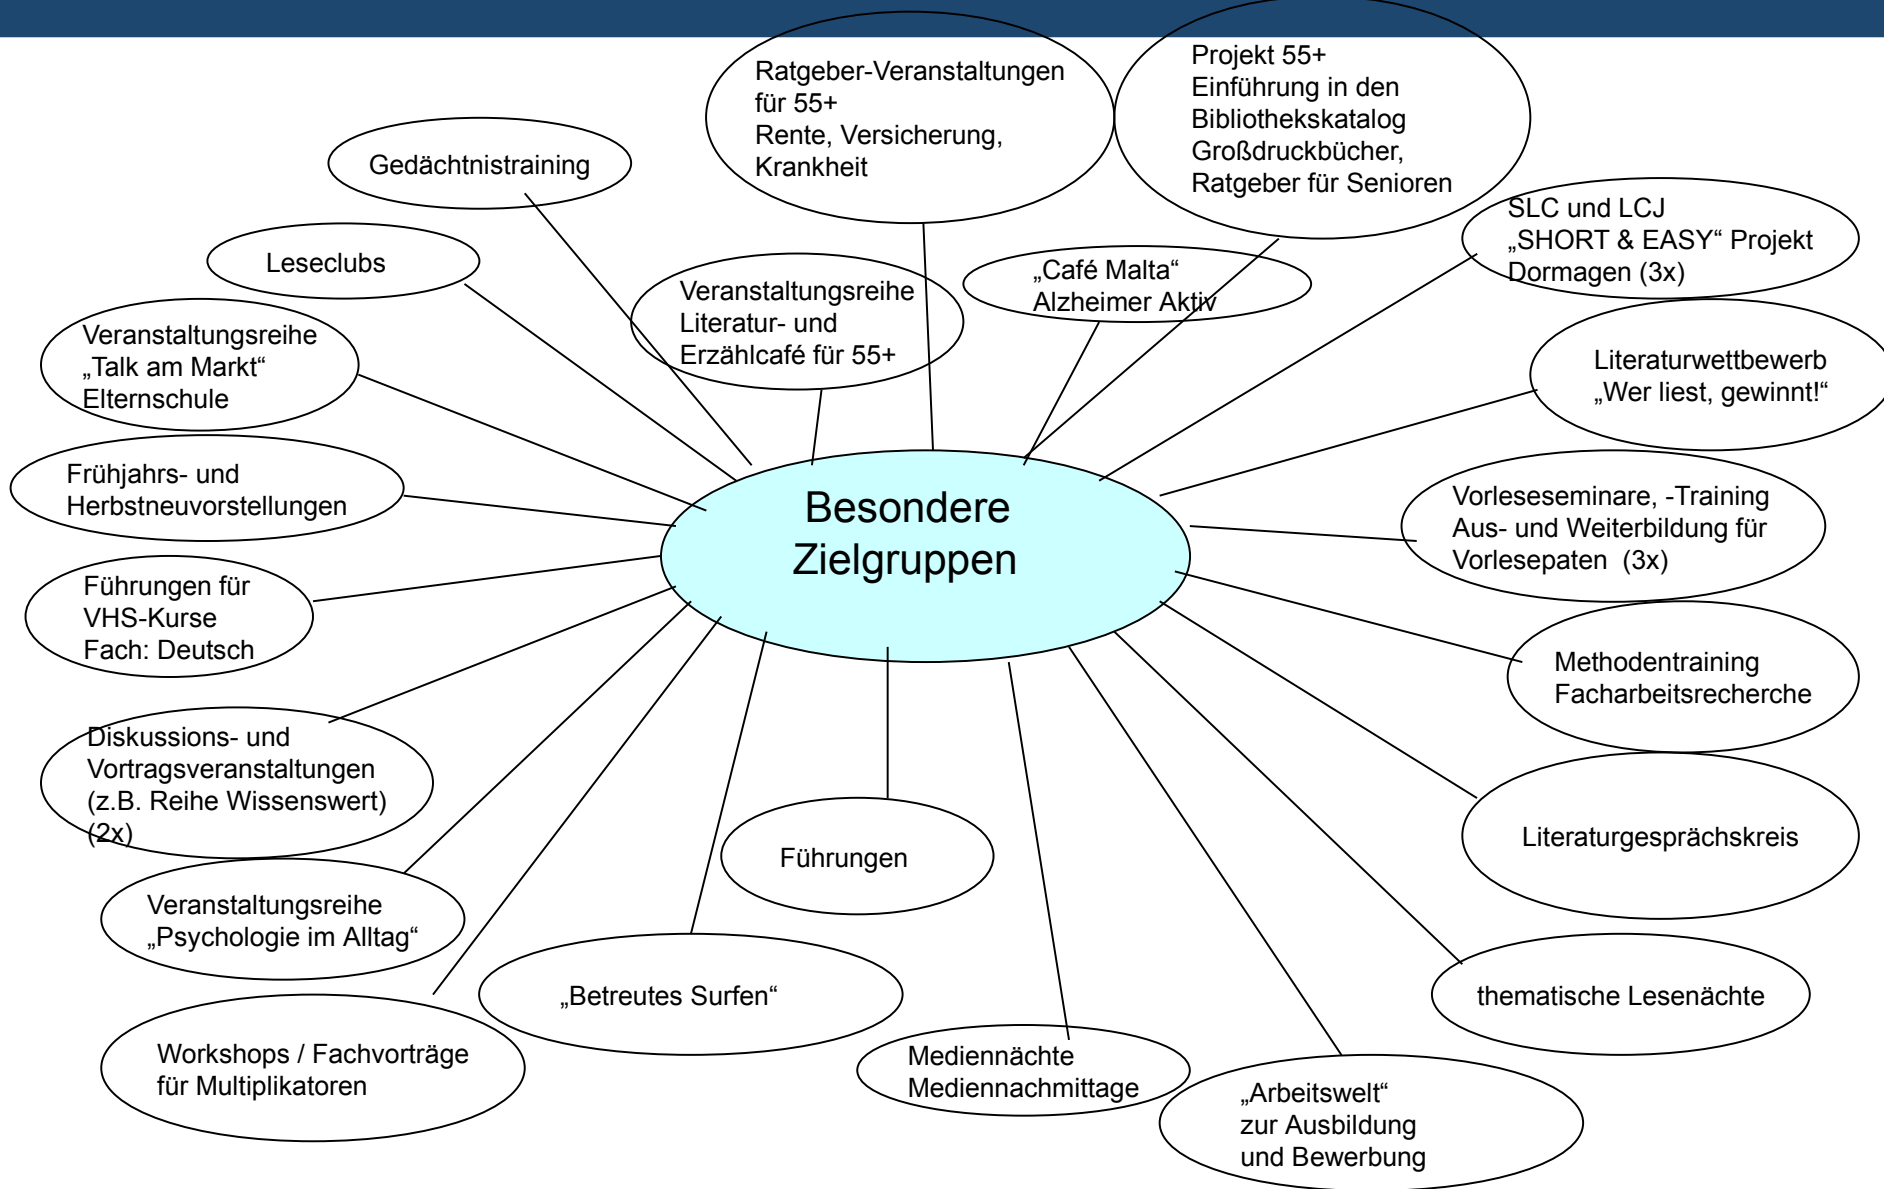 Ratgeber-Veranstaltungen
für 55+
Rente, Versicherung,
Krankheit
Projekt 55+
Einführung in den
Bibliothekskatalog
Großdruckbücher,
Ratgeber für Senioren
Gedächtnistraining
SLC und LCJ
„SHORT & EASY“ Projekt
Dormagen (3x)
Leseclubs
Veranstaltungsreihe
Literatur- und
Erzählcafé für 55+
„Café Malta“
Alzheimer Aktiv
Veranstaltungsreihe
„Talk am Markt“
Elternschule
Literaturwettbewerb
„Wer liest, gewinnt!“
Frühjahrs- und
Herbstneuvorstellungen
Besondere
Zielgruppen
Vorleseseminare, -Training
Aus- und Weiterbildung für
Vorlesepaten (3x)
Führungen für
VHS-Kurse
Fach: Deutsch
Methodentraining
Facharbeitsrecherche
Diskussions- und
Vortragsveranstaltungen
(z.B. Reihe Wissenswert)
(2x)
Führungen
Literaturgesprächskreis
Veranstaltungsreihe
„Psychologie im Alltag“
„Betreutes Surfen“
thematische Lesenächte
Workshops / Fachvorträge
für Multiplikatoren
Mediennächte
Mediennachmittage
„Arbeitswelt“
zur Ausbildung
und Bewerbung